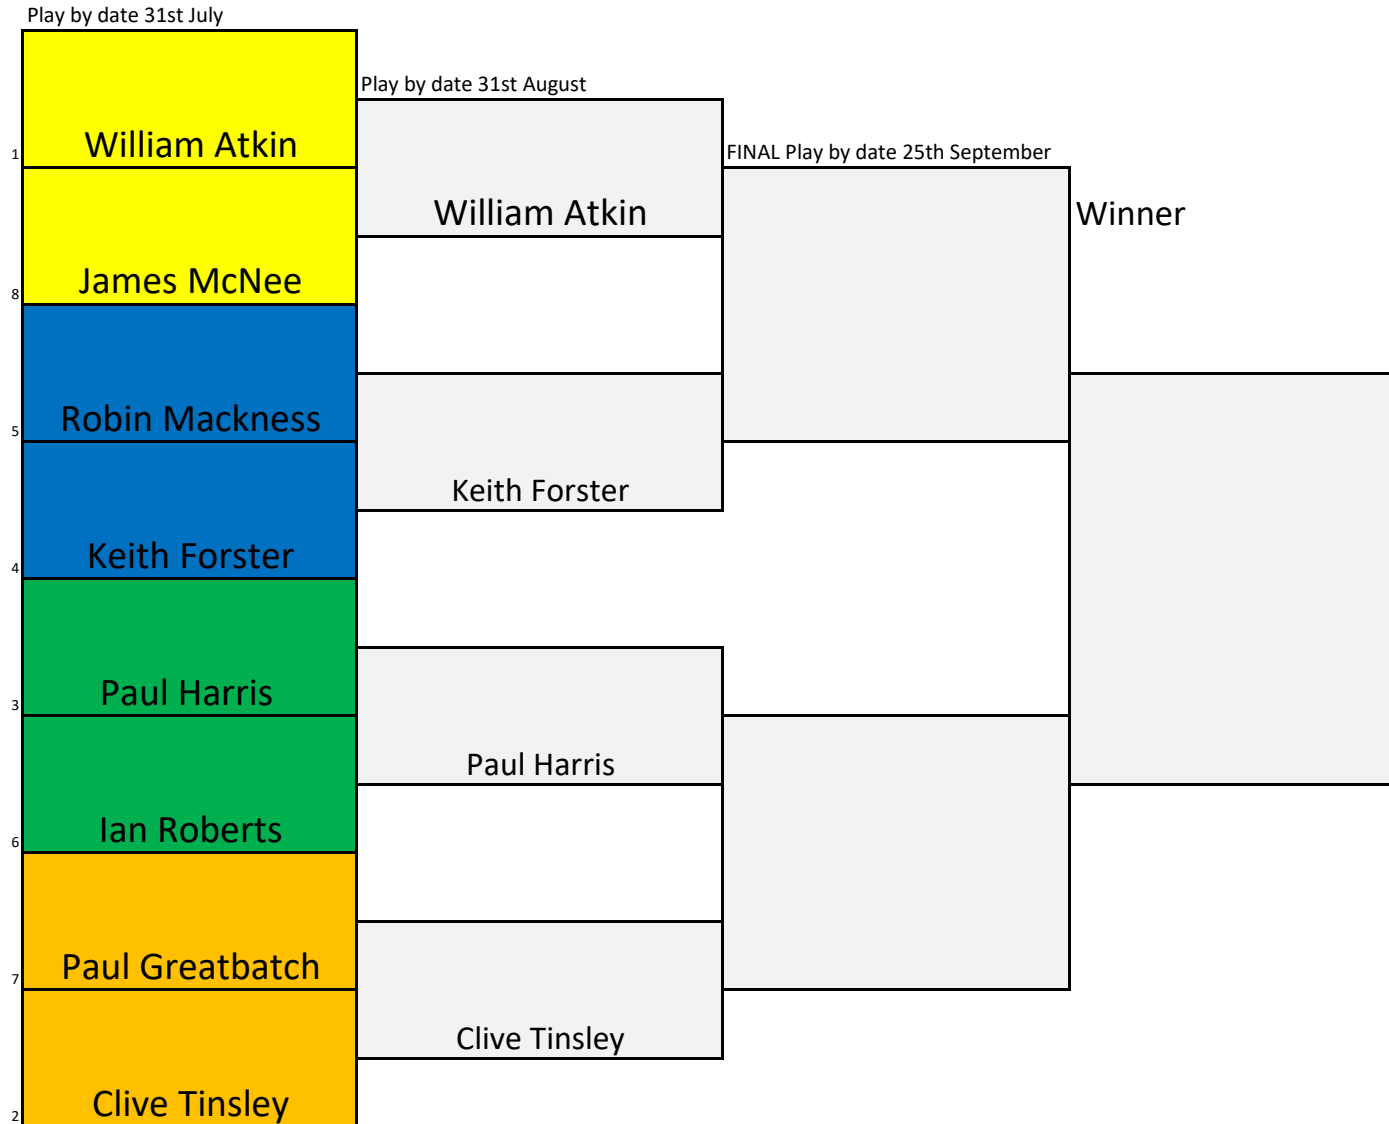 Play by date 31st July
Play by date 31st August
FINAL Play by date 25th September
1 William Atkin
William Atkin
Winner
8 James McNee
5 Robin Mackness
Keith Forster
4 Keith Forster
3 Paul Harris
Paul Harris
6 Ian Roberts
7 Paul Greatbatch
Clive Tinsley
2 Clive Tinsley